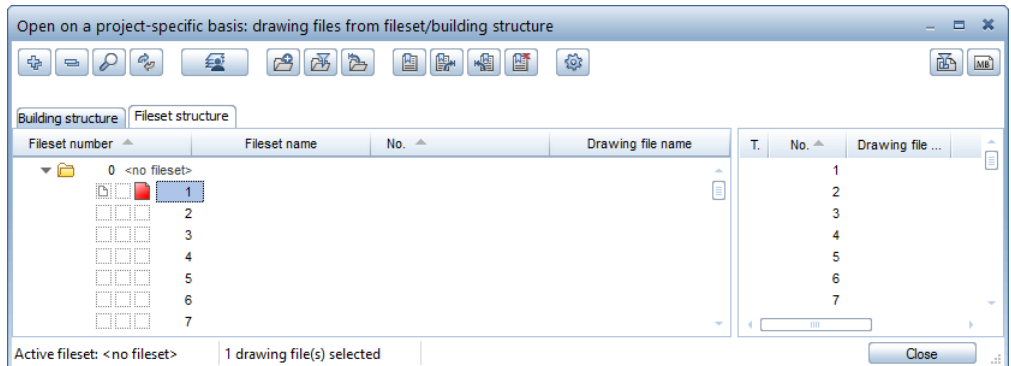 Open on a project-specific basis: drawing files from fileset/building structure
MB
Building structure Fileset structure
Fileset number Fileset name No. Drawing file name T. No. Drawing file ...
0 <no fileset> 1
1 2
2 3
3 4
4 5
5 6
6 7
7
Active fileset: <no fileset> 1 drawing file(s) selected Close